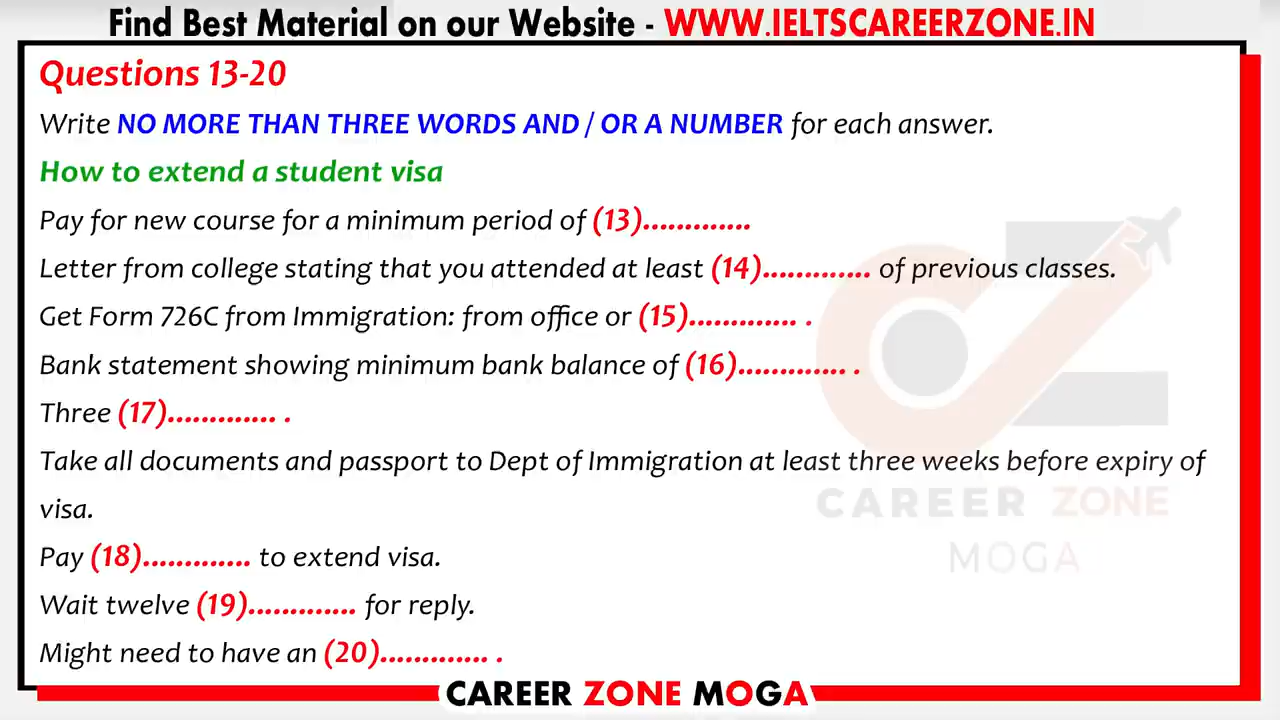 Find Best Material on our Website - WWW.IELTSCAREERZONE.IN
Questions 13-20
Write NO MORE THAN THREE WORDS AND / OR A NUMBER for each answer.
How to extend a student visa
Pay for new course for a minimum period of (13).............
Letter from college stating that you attended at least (14)............. of previous classes.
Get Form 726C from Immigration: from office or (15)............. .
Bank statement showing minimum bank balance of (16)............. .
Three (17)............. .
Take all documents and passport to Dept of Immigration at least three weeks before expiry of
visa.
Pay (18)............. to extend visa.
Wait twelve (19)............. for reply.
Might need to have an (20)............. .
CAREER ZONE
MOGA
CAREER ZONE MOGA